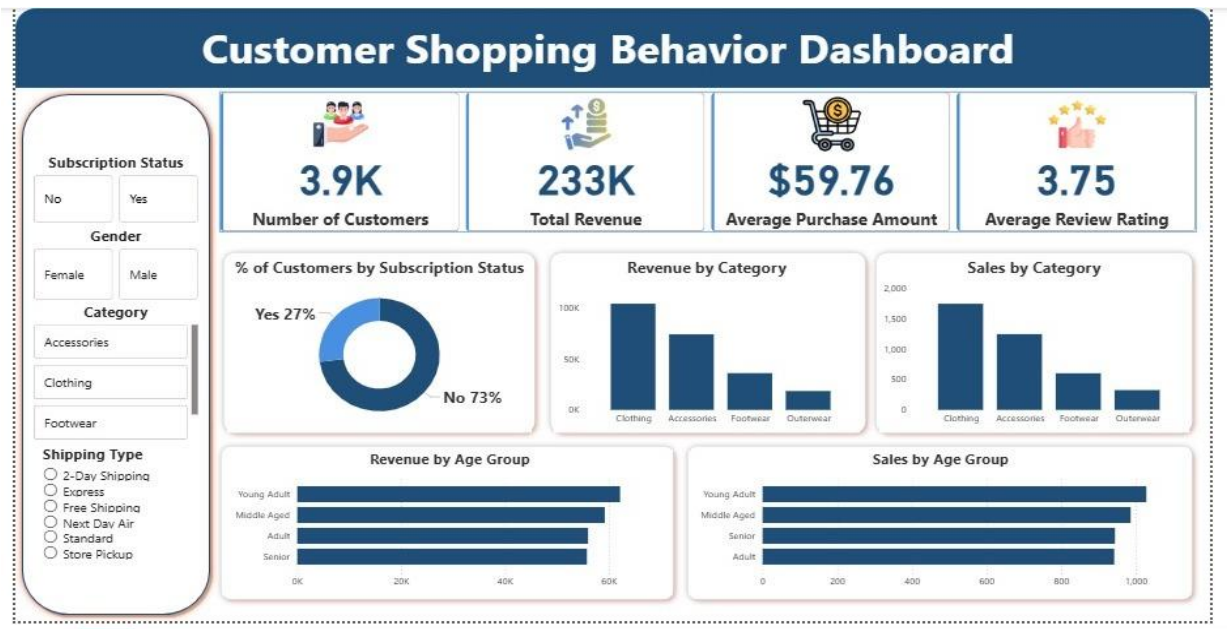 Customer Shopping Behavior Dashboard
Subscription Status
No
Yes
Gender
Female
Male
Category
Accessories
Clothing
Footwear
Shipping Type
2-Day Shipping
Express
Free Shipping
Next Day Air
Standard
Store Pickup
3.9K
Number of Customers
233K
Total Revenue
$59.76
Average Purchase Amount
3.75
Average Review Rating
% of Customers by Subscription Status
Yes 27%
No 73%
Revenue by Category
100K
50K
0K
Clothing Accessories Footwear Outerwear
Sales by Category
2,000
1,500
1,000
500
0
Clothing Accessories Footwear Outerwear
Revenue by Age Group
Young Adult
Middle Aged
Adult
Senior
0K 20K 40K 60K
Sales by Age Group
Young Adult
Middle Aged
Senior
Adult
0 200 400 600 800 1,000